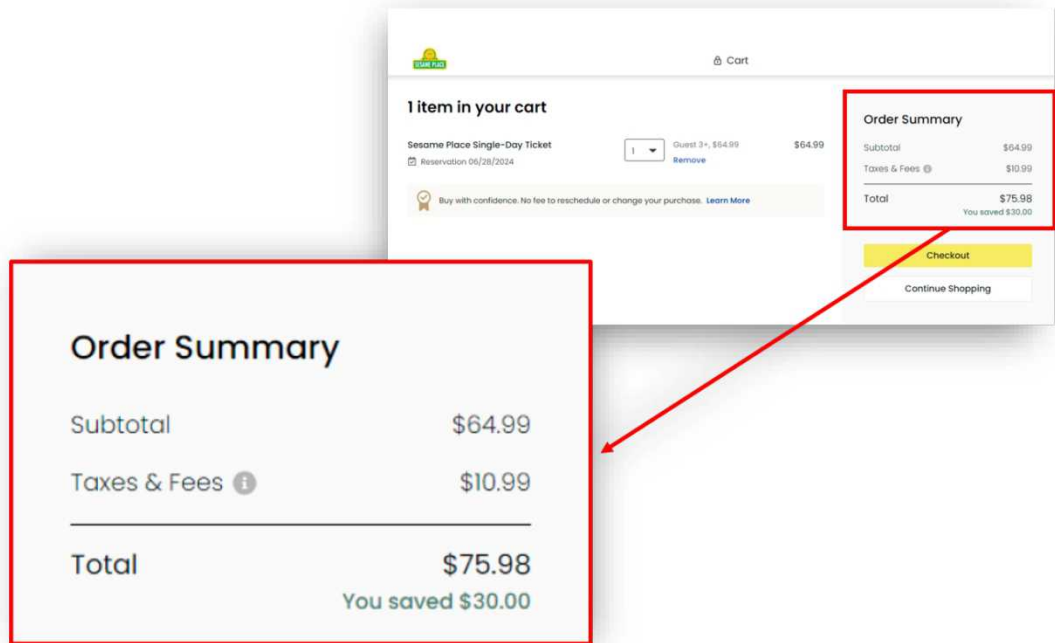 SESAME PLACE
Cart
1 item in your cart
Sesame Place Single-Day Ticket
Reservation 06/28/2024
1
Guest 3+, $64.99
Remove
$64.99
Buy with confidence. No fee to reschedule or change your purchase. Learn More
Order Summary
Subtotal $64.99
Taxes & Fees $10.99
Total $75.98
You saved $30.00
Checkout
Continue Shopping
Order Summary
Subtotal $64.99
Taxes & Fees $10.99
Total $75.98
You saved $30.00